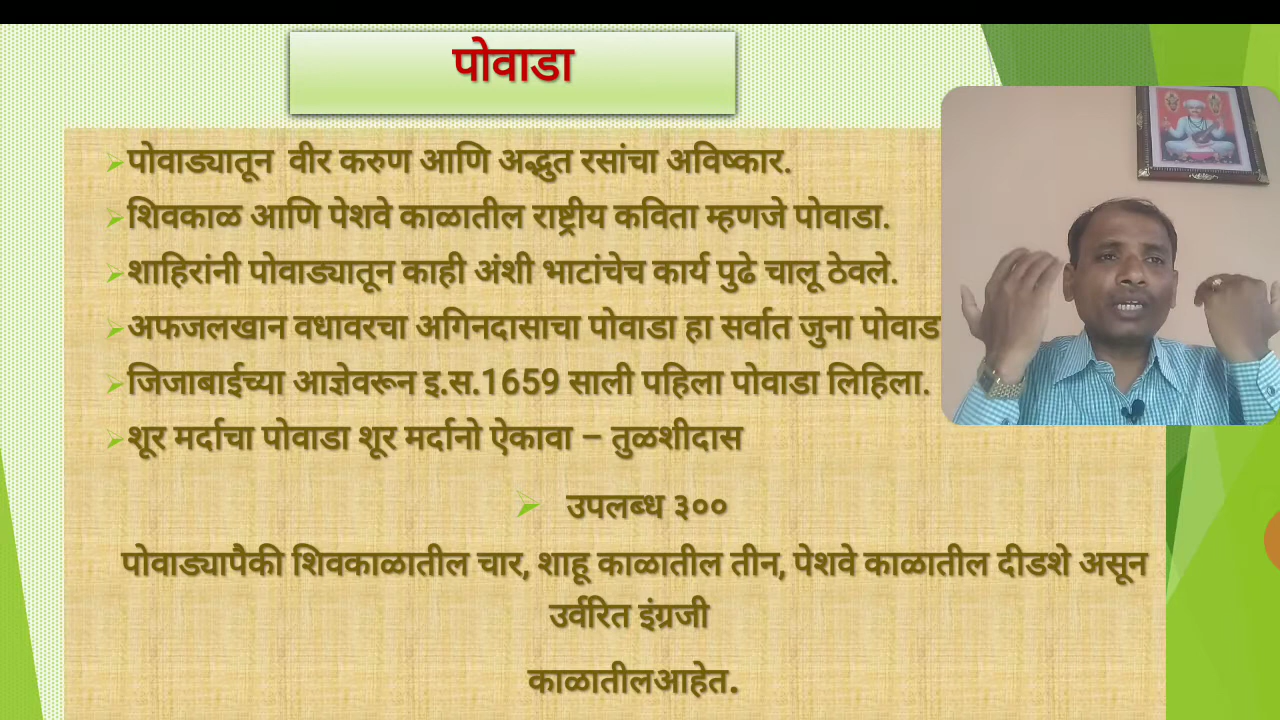 पोवाडा
पोवाड्यातून वीर करुण आणि अद्भुत रसांचा अविष्कार.
शिवकाळ आणि पेशवे काळातील राष्ट्रीय कविता म्हणजे पोवाडा.
शाहिरांनी पोवाड्यातून काही अंशी भाटांचेच कार्य पुढे चालू ठेवले.
अफजलखान वधावरचा अगिनदासाचा पोवाडा हा सर्वात जुना
जिजाबाईच्या आज्ञेवरून इ.स.1659 साली पहिला पोवाडा लिहिला.
शूर मर्दाचा पोवाडा शूर मर्दानो ऐकावा – तुळशीदास
उपलब्ध ३००
पोवाड्यापैकी शिवकाळातील चार, शाहू काळातील तीन, पेशवे काळातील दीडशे असून
उर्वरित इंग्रजी
काळातीलआहेत.